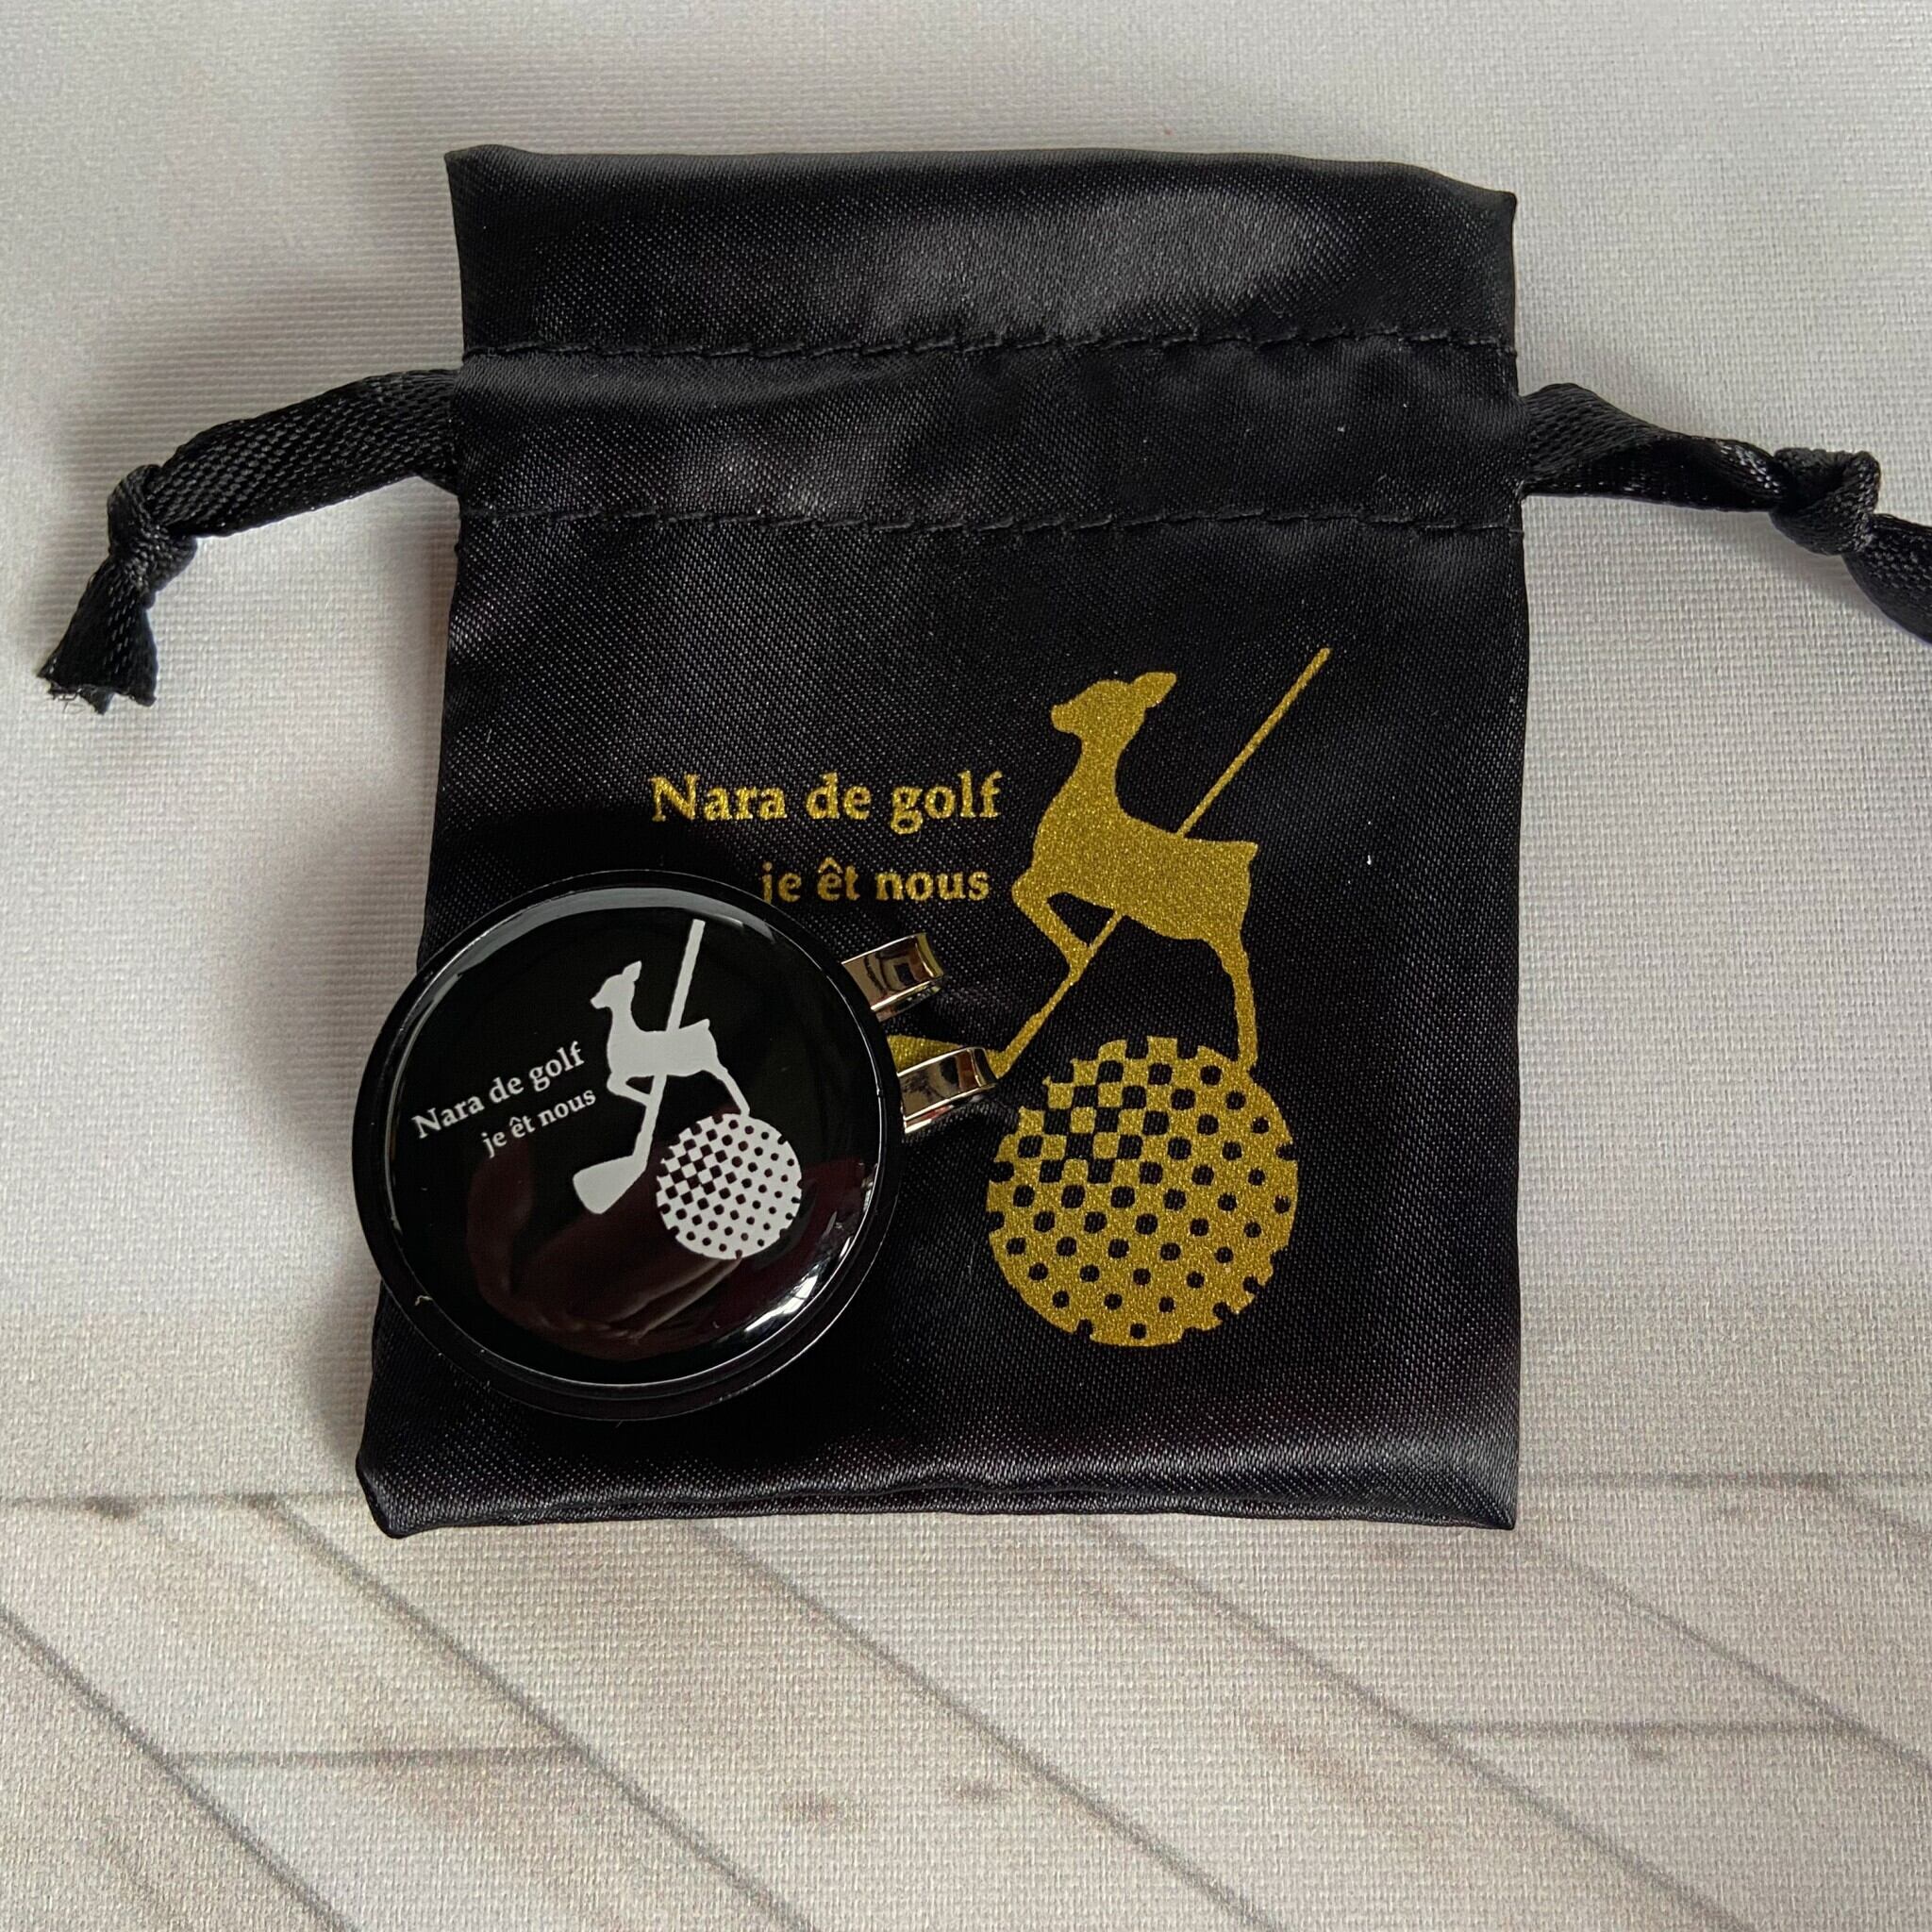 Nara de golf
je êt nous
Nara de golf
je êt nous